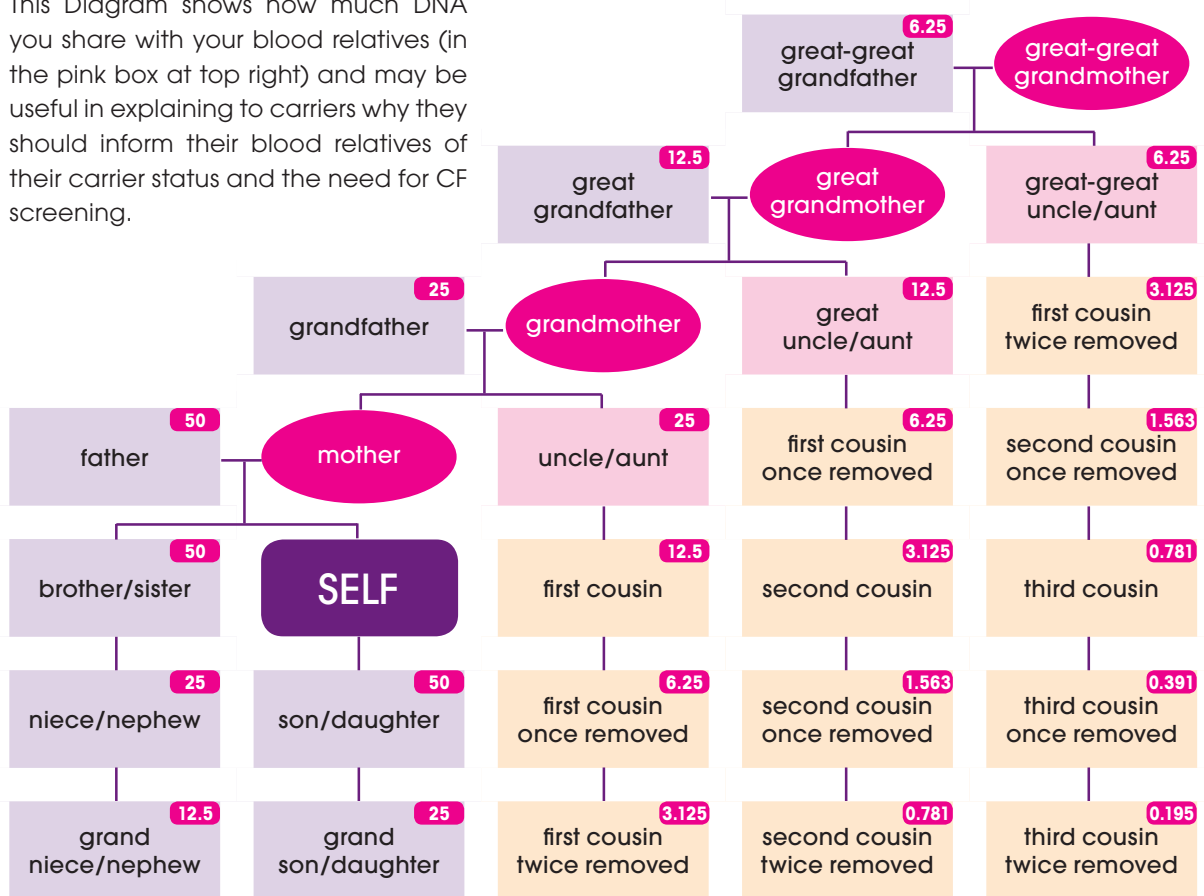 This Diagram shows how much DNA
you share with your blood relatives (in
the pink box at top right) and may be
useful in explaining to carriers why they
should inform their blood relatives of
their carrier status and the need for CF
screening.
6.25
great-great
grandfather
great-great
grandmother
12.5
great
grandfather
great
grandmother
6.25
great-great
uncle/aunt
25
grandfather
grandmother
12.5
great
uncle/aunt
3.125
first cousin
twice removed
50
father
mother
25
uncle/aunt
6.25
first cousin
once removed
1.563
second cousin
once removed
50
brother/sister
SELF
12.5
first cousin
3.125
second cousin
0.781
third cousin
25
niece/nephew
50
son/daughter
6.25
first cousin
once removed
1.563
second cousin
once removed
0.391
third cousin
once removed
12.5
grand
niece/nephew
25
grand
son/daughter
3.125
first cousin
twice removed
0.781
second cousin
twice removed
0.195
third cousin
twice removed